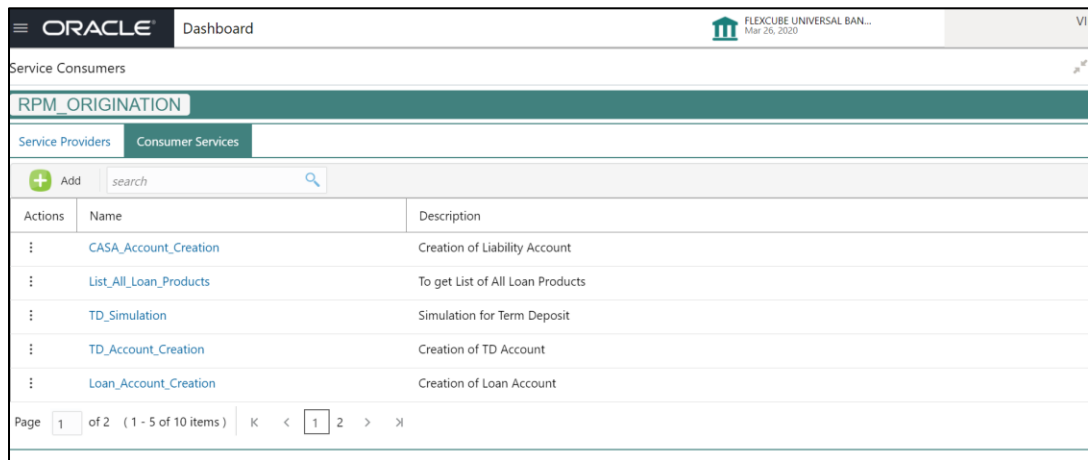 ORACLE® Dashboard FLEXCUBE UNIVERSAL BAN... VI
Mar 26, 2020
Service Consumers
RPM_ORIGINATION
Service Providers Consumer Services
Add search
Actions Name Description
CASA_Account_Creation Creation of Liability Account
List_All_Loan_Products To get List of All Loan Products
TD_Simulation Simulation for Term Deposit
TD_Account_Creation Creation of TD Account
Loan_Account_Creation Creation of Loan Account
Page 1 of 2 ( 1 - 5 of 10 items ) 1 2